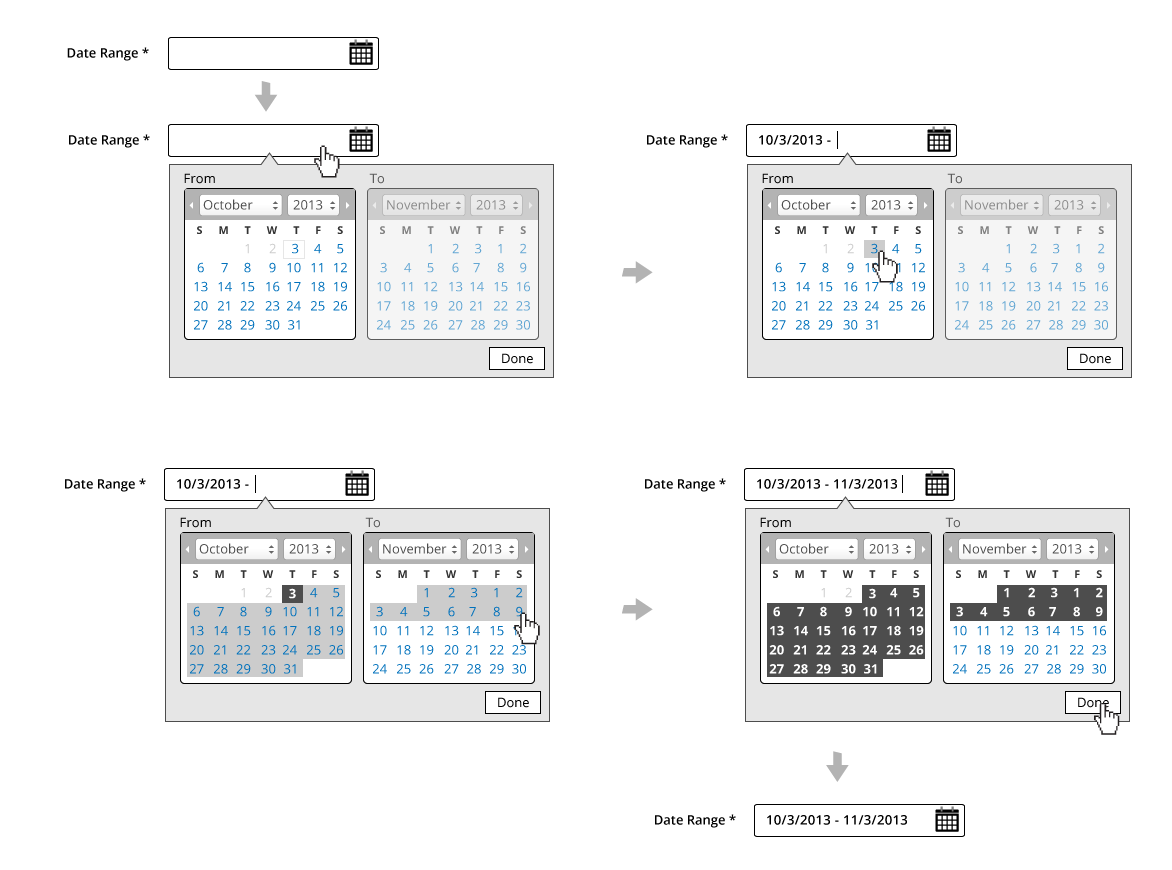 Date Range *
Date Range *
From
To
October 2013
November 2013
S M T W T F S
S M T W T F S
1 2 3 4 5
1 2 3 1 2
6 7 8 9 10 11 12
3 4 5 6 7 8 9
13 14 15 16 17 18 19
10 11 12 13 14 15 16
20 21 22 23 24 25 26
17 18 19 20 21 22 23
27 28 29 30 31
24 25 26 27 28 29 30
Done
Date Range *
10/3/2013 -
From
To
October 2013
November 2013
S M T W T F S
S M T W T F S
1 2 3 4 5
1 2 3 1 2
6 7 8 9 12
3 4 5 6 7 8 9
13 14 15 16 17 18 19
10 11 12 13 14 15 16
20 21 22 23 24 25 26
17 18 19 20 21 22 23
27 28 29 30 31
24 25 26 27 28 29 30
Done
Date Range *
10/3/2013 -
From
To
October 2013
November 2013
S M T W T F S
S M T W T F S
1 2 3 4 5
1 2 3 1 2
6 7 8 9 10 11 12
3 4 5 6 7 8 9
13 14 15 16 17 18 19
10 11 12 13 14 15
20 21 22 23 24 25 26
17 18 19 20 21 22 23
27 28 29 30 31
24 25 26 27 28 29 30
Done
Date Range *
10/3/2013 - 11/3/2013
From
To
October 2013
November 2013
S M T W T F S
S M T W T F S
1 2 3 4 5
1 2 3 1 2
6 7 8 9 10 11 12
3 4 5 6 7 8 9
13 14 15 16 17 18 19
10 11 12 13 14 15 16
20 21 22 23 24 25 26
17 18 19 20 21 22 23
27 28 29 30 31
24 25 26 27 28 29 30
Done
Date Range *
10/3/2013 - 11/3/2013